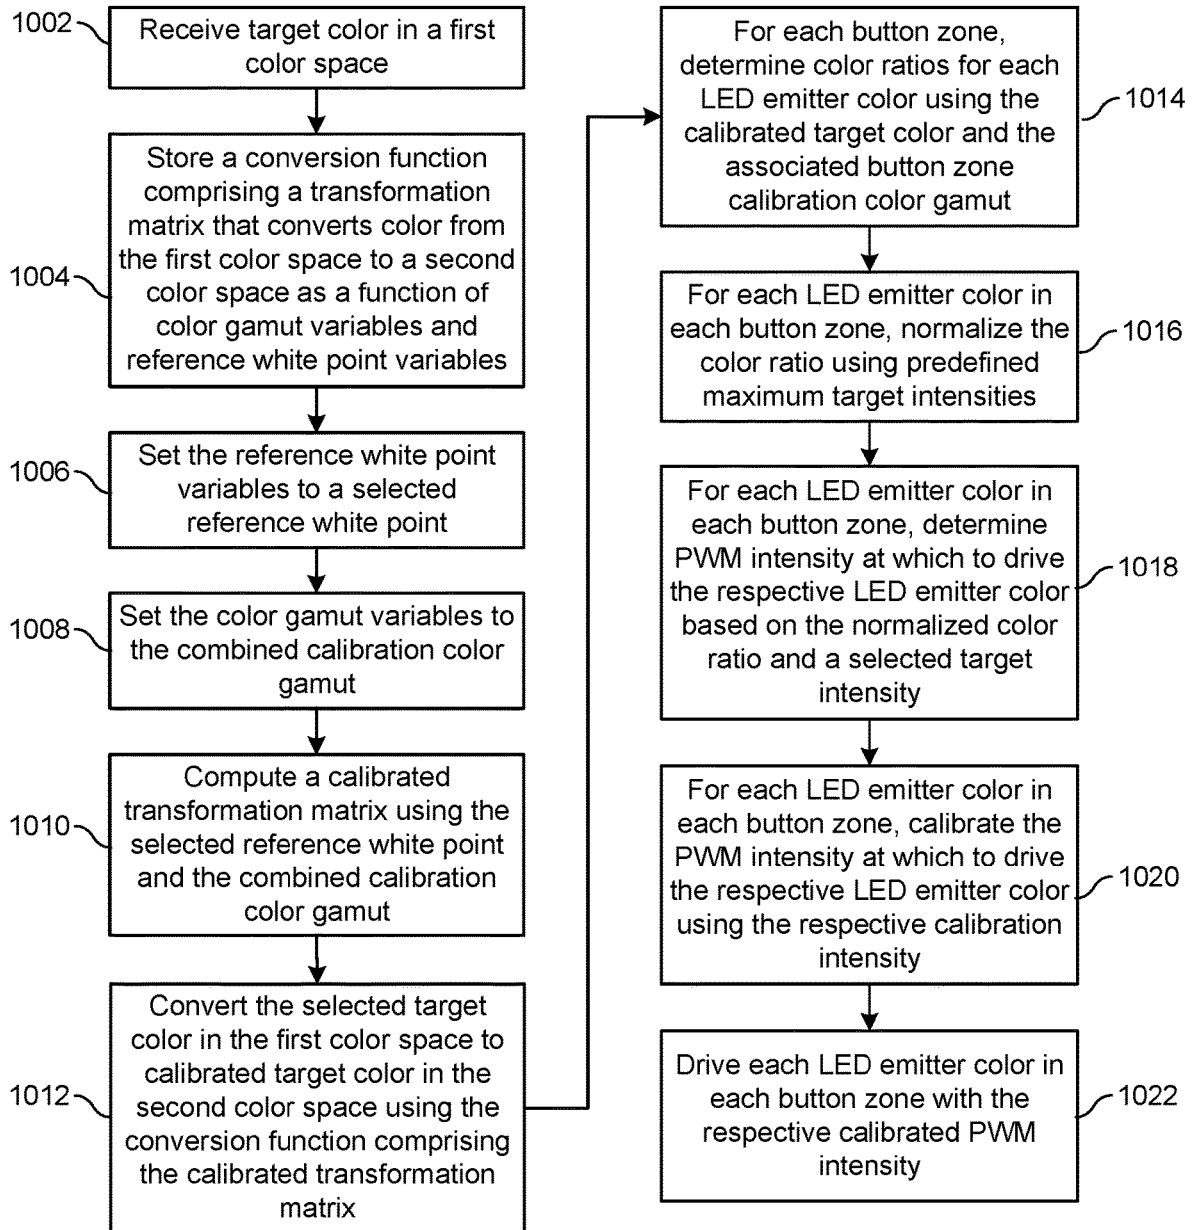 1002
Receive target color in a first
color space
1004
Store a conversion function
comprising a transformation
matrix that converts color from
the first color space to a second
color space as a function of
color gamut variables and
reference white point variables
1006
Set the reference white point
variables to a selected
reference white point
1008
Set the color gamut variables to
the combined calibration color
gamut
1010
Compute a calibrated
transformation matrix using the
selected reference white point
and the combined calibration
color gamut
1012
Convert the selected target
color in the first color space to
calibrated target color in the
second color space using the
conversion function comprising
the calibrated transformation
matrix
For each button zone,
determine color ratios for each
LED emitter color using the
calibrated target color and the
associated button zone
calibration color gamut
1014
For each LED emitter color in
each button zone, normalize the
color ratio using predefined
maximum target intensities
1016
For each LED emitter color in
each button zone, determine
PWM intensity at which to drive
the respective LED emitter color
based on the normalized color
ratio and a selected target
intensity
1018
For each LED emitter color in
each button zone, calibrate the
PWM intensity at which to drive
the respective LED emitter color
using the respective calibration
intensity
1020
Drive each LED emitter color in
each button zone with the
respective calibrated PWM
intensity
1022